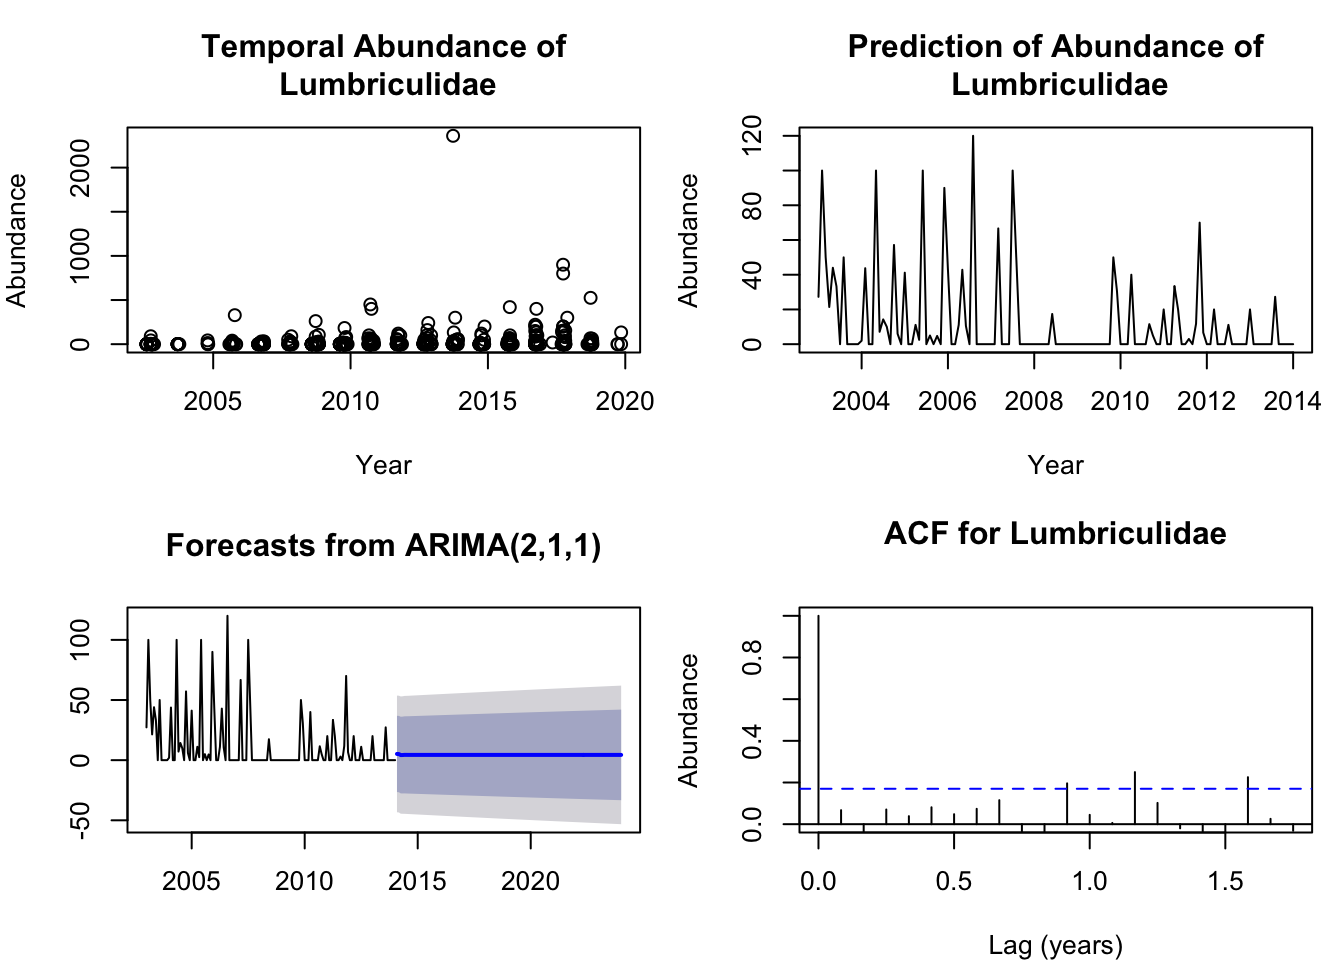 Temporal Abundance of
Lumbriculidae
Abundance
2000
1000
0
2005 2010 2015 2020
Year
Prediction of Abundance of
Lumbriculidae
Abundance
120
80
40
0
2004 2006 2008 2010 2012 2014
Year
Forecasts from ARIMA(2,1,1)
100
50
0
-50
2005 2010 2015 2020
ACF for Lumbriculidae
Abundance
0.8
0.4
0.0
0.0 0.5 1.0 1.5
Lag (years)